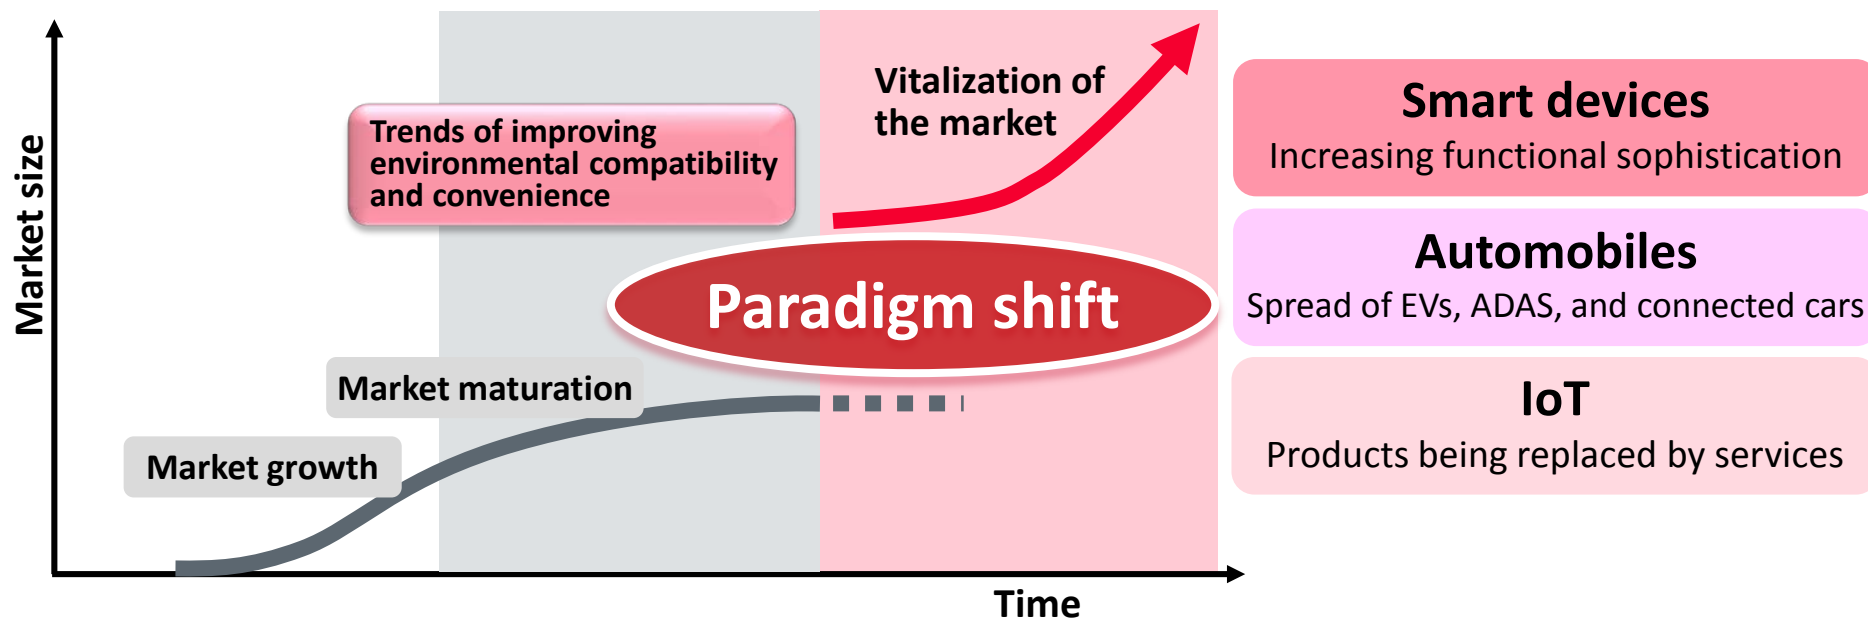 Market size
Vitalization of
the market
Trends of improving
environmental compatibility
and convenience
Paradigm shift
Market maturation
Market growth
Time
Smart devices
Increasing functional sophistication
Automobiles
Spread of EVs, ADAS, and connected cars
IoT
Products being replaced by services